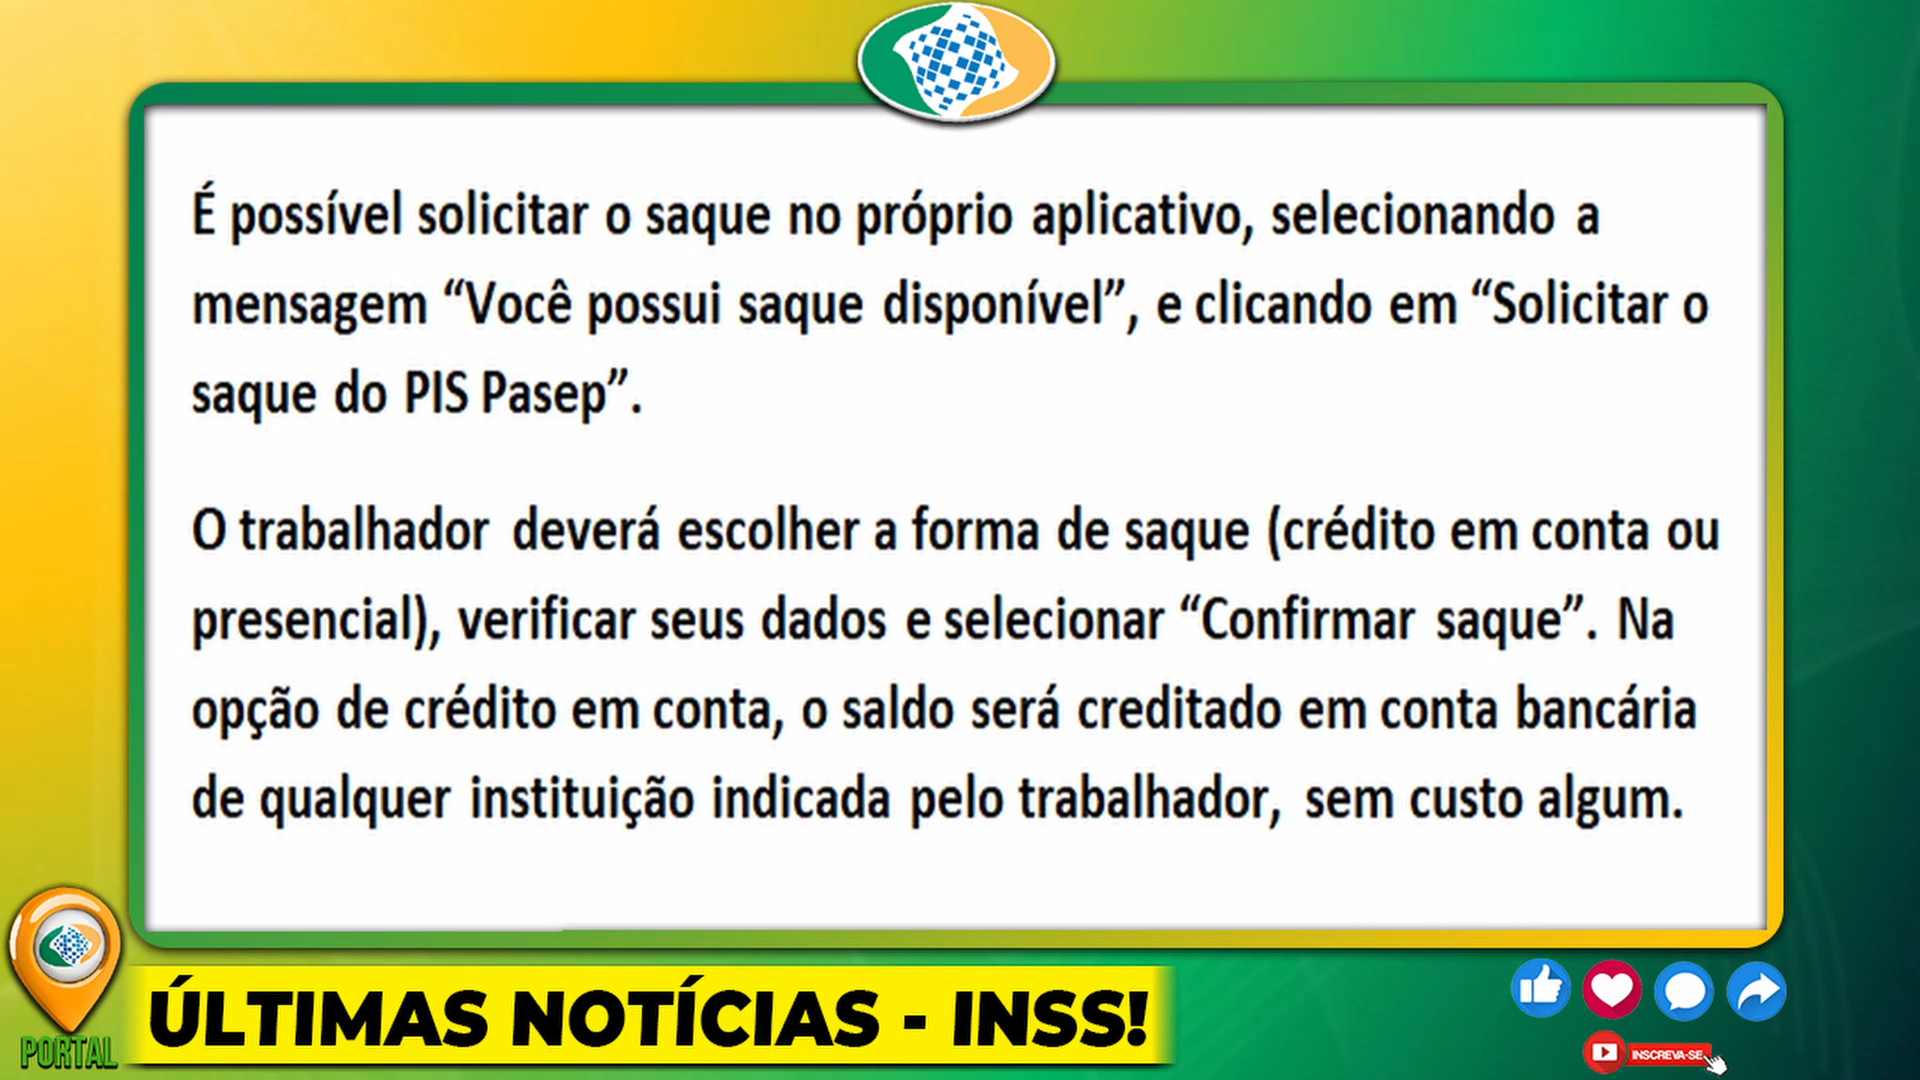 É possível solicitar o saque no próprio aplicativo, selecionando a
mensagem “Você possui saque disponível”, e clicando em “Solicitar o
saque do PIS Pasep”.
O trabalhador deverá escolher a forma de saque (crédito em conta ou
presencial), verificar seus dados e selecionar “Confirmar saque”. Na
opção de crédito em conta, o saldo será creditado em conta bancária
de qualquer instituição indicada pelo trabalhador, sem custo algum.
PORTAL
ÚLTIMAS NOTÍCIAS - INSS!
INSCREVA-SE